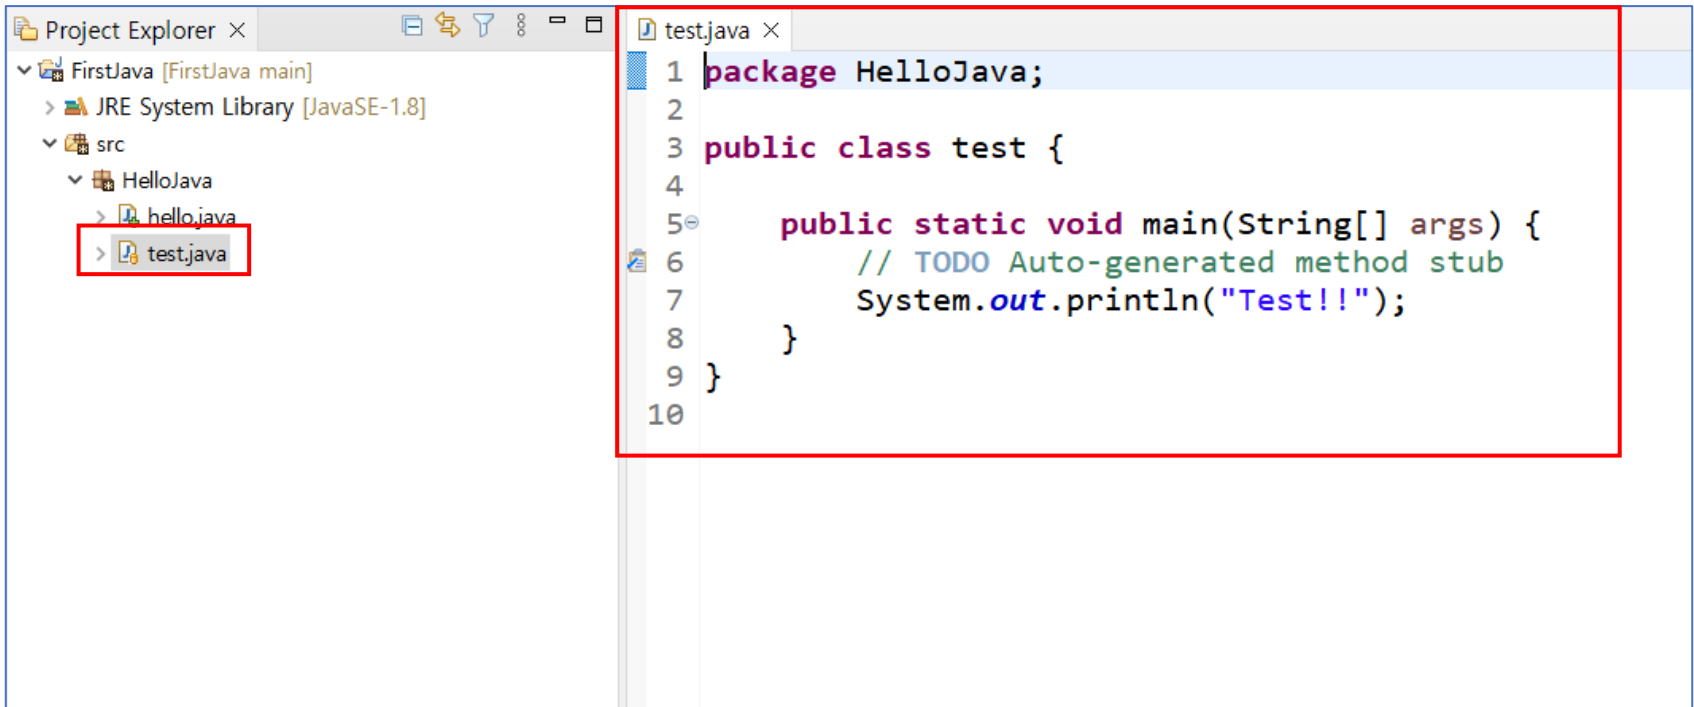 Project Explorer
FirstJava [FirstJava main]
JRE System Library [JavaSE-1.8]
src
HelloJava
hello.java
test.java
test.java
1 package HelloJava;
2
3 public class test {
4
5 public static void main(String[] args) {
6 // TODO Auto-generated method stub
7 System.out.println("Test!!");
8 }
9 }
10